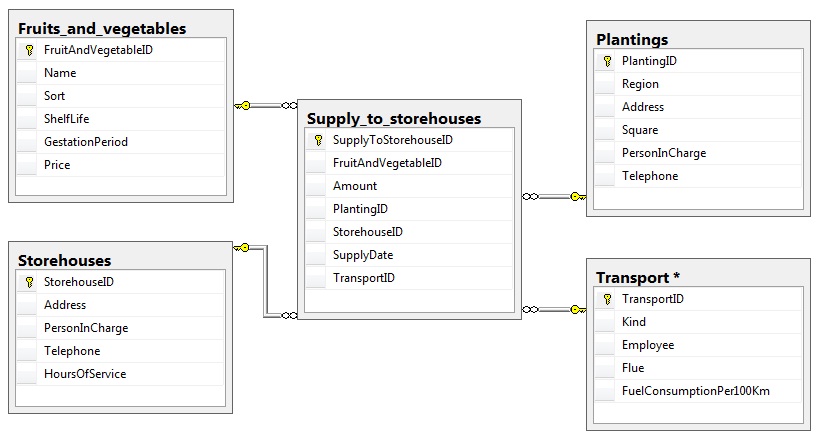 Fruits_and_vegetables
FruitAndVegetableID
Name
Sort
ShelfLife
GestationPeriod
Price
Storehouses
StorehouseID
Address
PersonInCharge
Telephone
HoursOfService
Supply_to_storehouses
SupplyToStorehouseID
FruitAndVegetableID
Amount
PlantingID
StorehouseID
SupplyDate
TransportID
Plantings
PlantingID
Region
Address
Square
PersonInCharge
Telephone
Transport *
TransportID
Kind
Employee
Flue
FuelConsumptionPer100Km